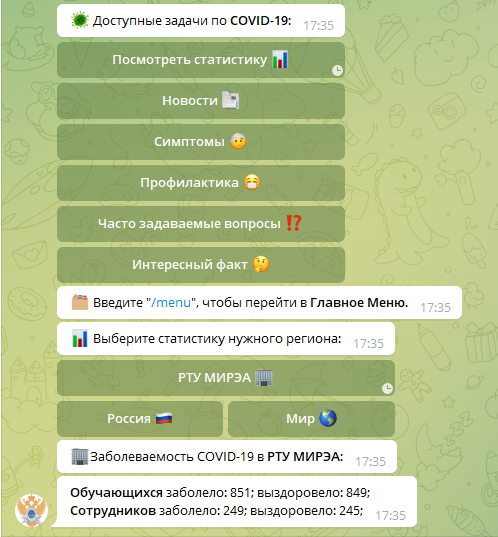 🦠 Доступные задачи по COVID-19: 17:35
Посмотреть статистику 📊
Новости 📰
Симптомы 🤕
Профилактика 😷
Часто задаваемые вопросы ⁉️
Интересный факт 🤔
🗂 Введите "/menu", чтобы перейти в Главное Меню. 17:35
📊 Выберите статистику нужного региона: 17:35
РТУ МИРЭА 🏢
Россия 🇷🇺 Мир 🌎
🏢Заболеваемость COVID-19 в РТУ МИРЭА: 17:35
Обучающихся заболело: 851; выздоровело: 849;
Сотрудников заболело: 249; выздоровело: 245; 17:35